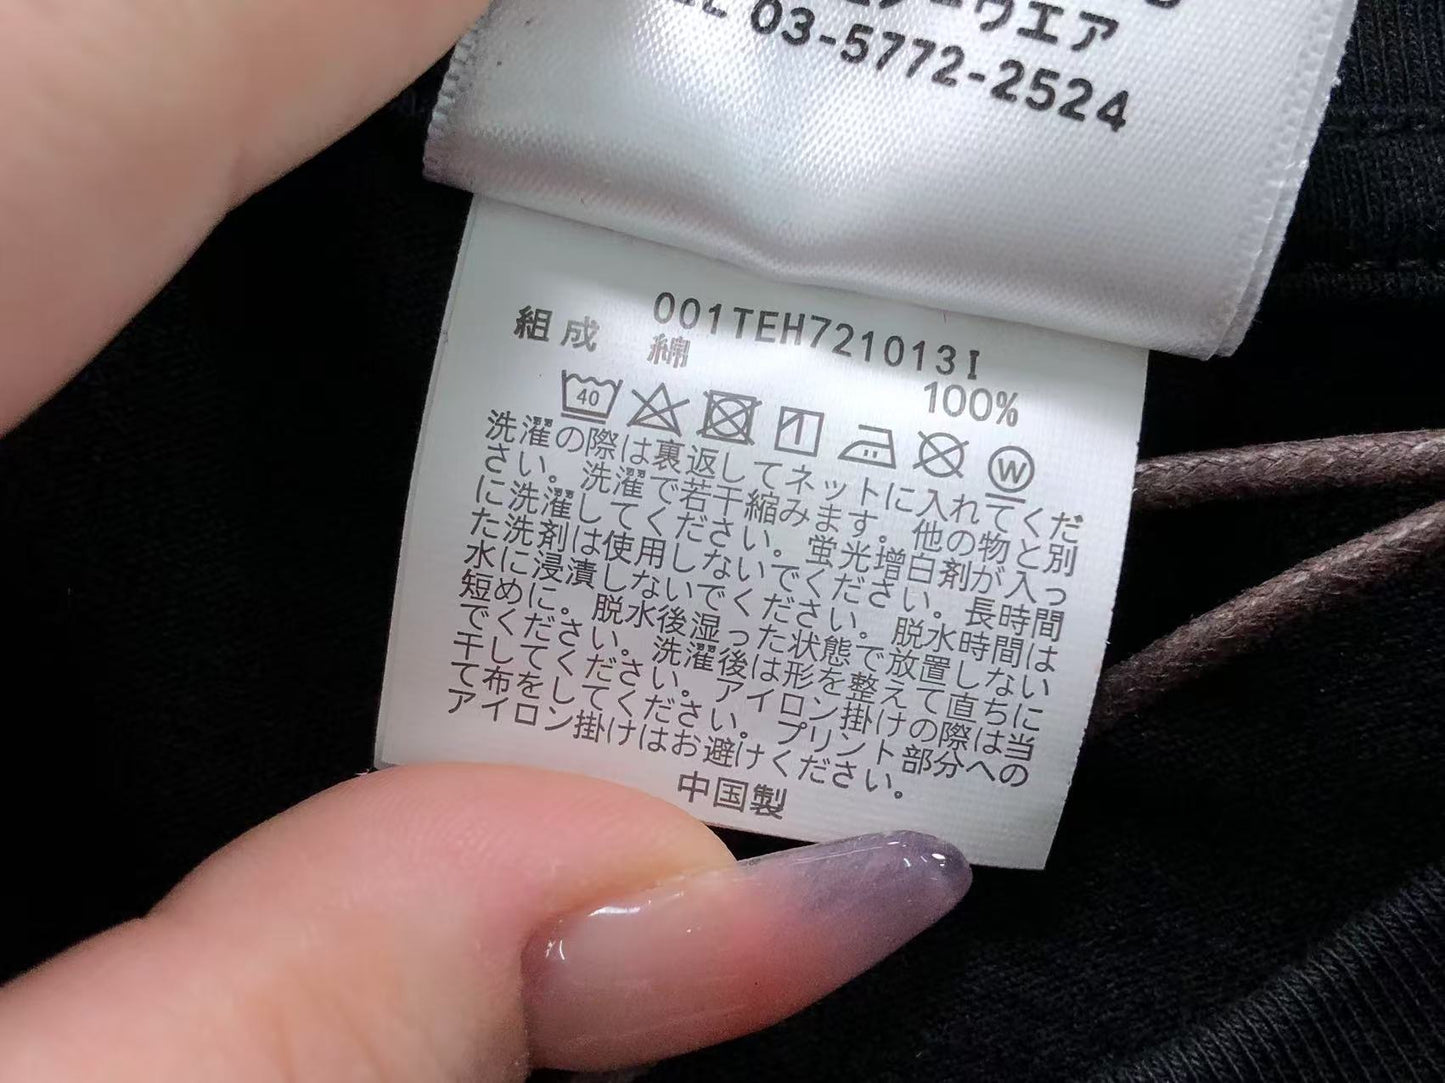 ウエア
03-5772-2524
001TEH721013I
組成 綿 100%
40
W
洗濯の際は裏返してネットに入れてくだ
さい。洗濯で若干縮みます。他の物と別
に洗濯してください。蛍光増白剤が入っ
た洗剤は使用しないでください。長時間
水に浸漬しないでください。脱水時間は
短めに。脱水後湿った状態で放置しない
でください。洗濯後は形を整えて直ちに
干してください。アイロン掛けの際は当
て布をしてください。プリント部分への
アイロン掛けはお避けください。
中国製